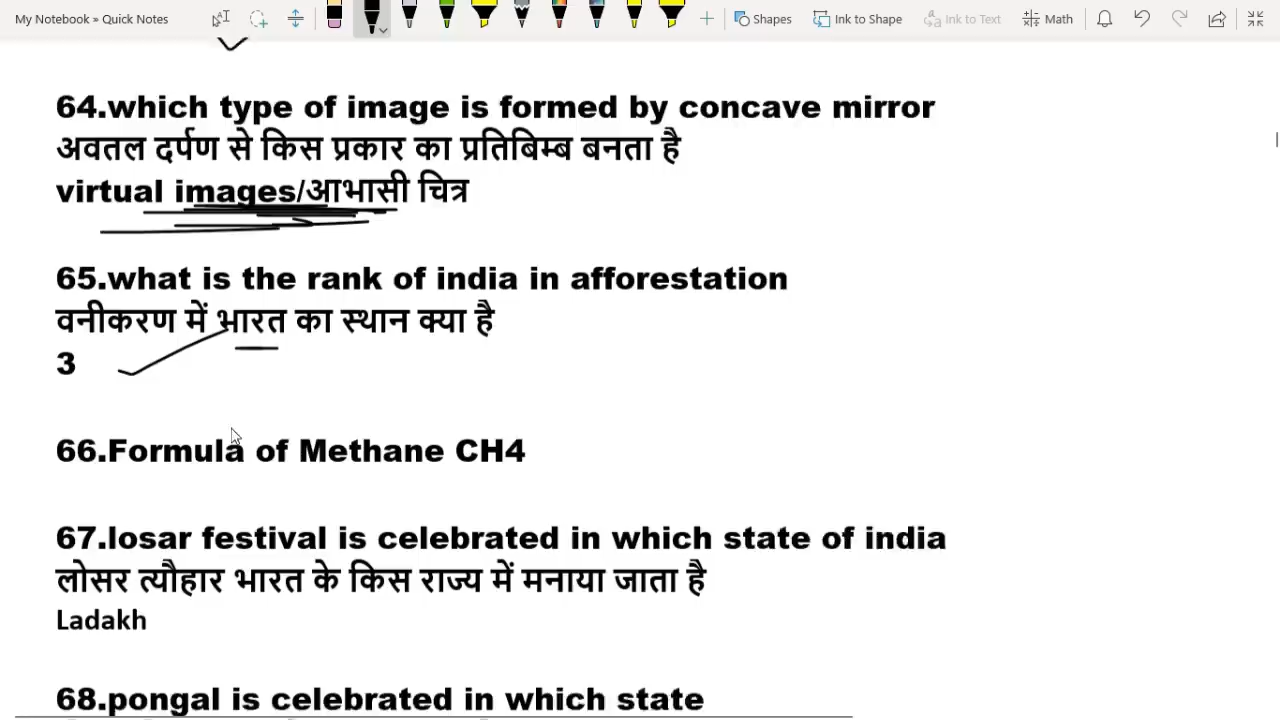 My Notebook » Quick Notes
Shapes
Ink to Shape
Ink to Text
Math
64.which type of image is formed by concave mirror
अवतल दर्पण से किस प्रकार का प्रतिबिम्ब बनता है
virtual images/आभासी चित्र
65.what is the rank of india in afforestation
वनीकरण में भारत का स्थान क्या है
3
66.Formula of Methane CH4
67.losar festival is celebrated in which state of india
लोसर त्यौहार भारत के किस राज्य में मनाया जाता है
Ladakh
68.pongal is celebrated in which state